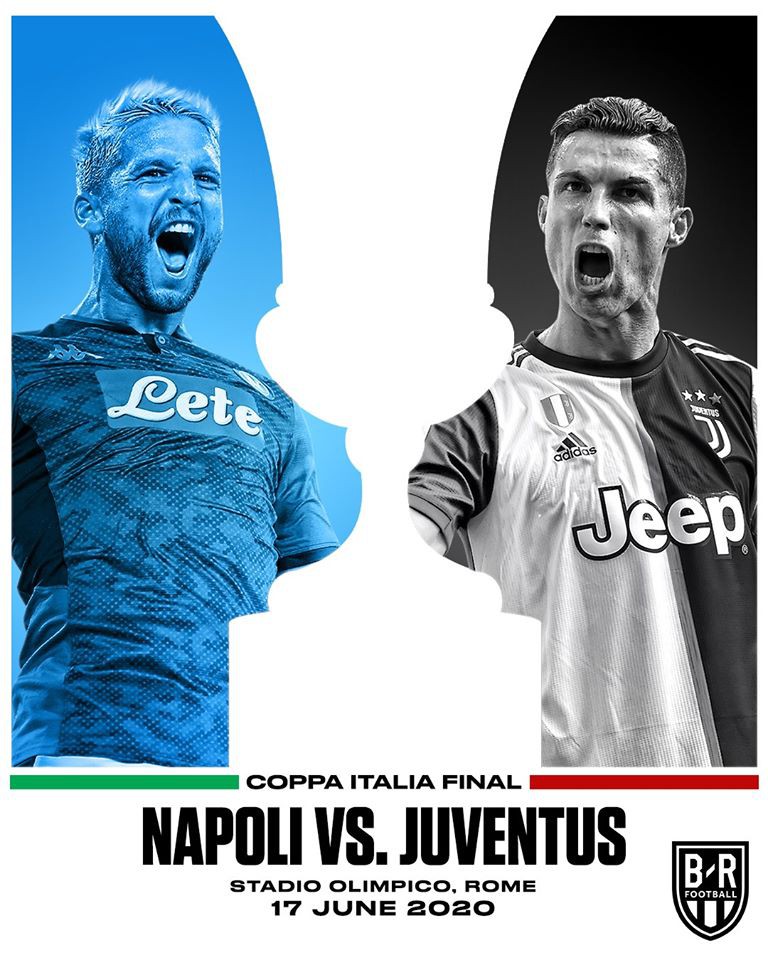 Lete
JUVENTUS
adidas
Jeep
COPPA ITALIA FINAL
NAPOLI VS. JUVENTUS
STADIO OLIMPICO, ROME
17 JUNE 2020
B-R
FOOTBALL